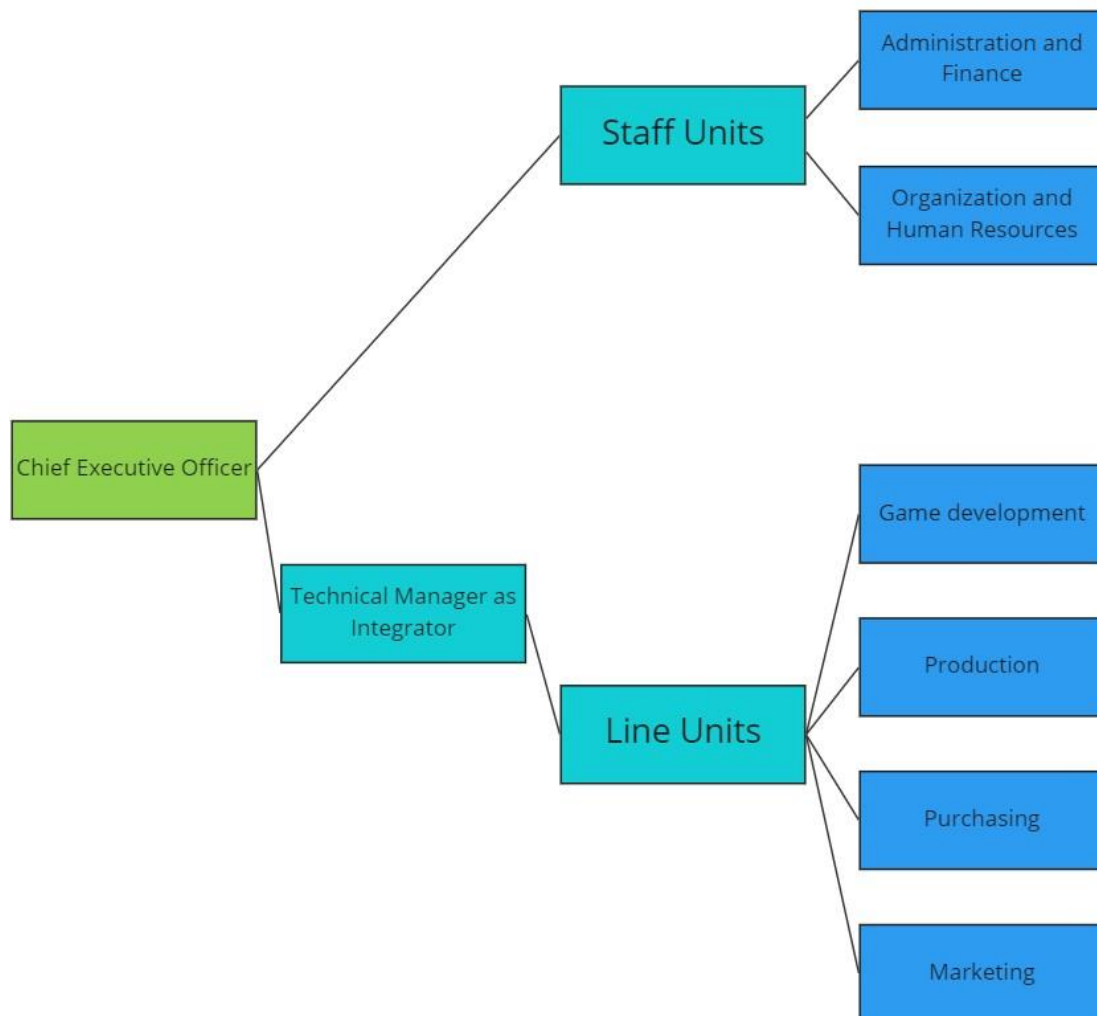 Administration and
Finance
Staff Units
Organization and
Human Resources
Chief Executive Officer
Game development
Technical Manager as
Integrator
Production
Line Units
Purchasing
Marketing